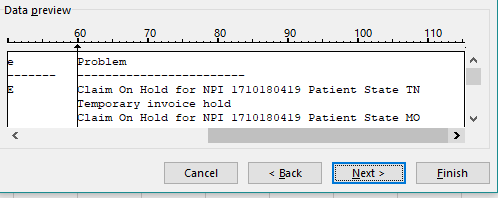 Data preview
60 70 80 90 100 110
e Problem
------- ------------------------
E Claim On Hold for NPI 1710180419 Patient State TN
Temporary invoice hold
Claim On Hold for NPI 1710180419 Patient State MO
Cancel < Back Next > Finish